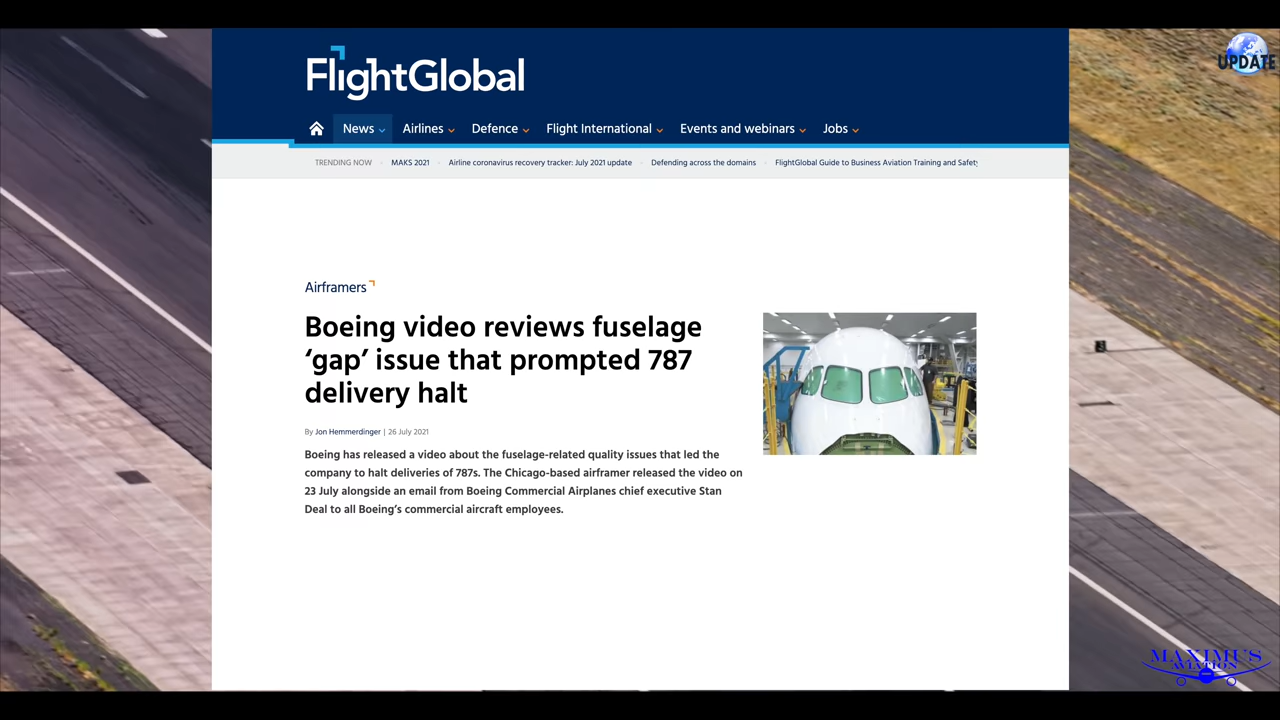 UPDATE
FlightGlobal
News Airlines Defence Flight International Events and webinars Jobs
TRENDING NOW MAKS 2021 Airline coronavirus recovery tracker: July 2021 update Defending across the domains FlightGlobal Guide to Business Aviation Training and Safety
Airframers
Boeing video reviews fuselage
‘gap’ issue that prompted 787
delivery halt
By Jon Hemmerdinger | 26 July 2021
Boeing has released a video about the fuselage-related quality issues that led the
company to halt deliveries of 787s. The Chicago-based airframer released the video on
23 July alongside an email from Boeing Commercial Airplanes chief executive Stan
Deal to all Boeing’s commercial aircraft employees.
MAXIMUS
AVIATION